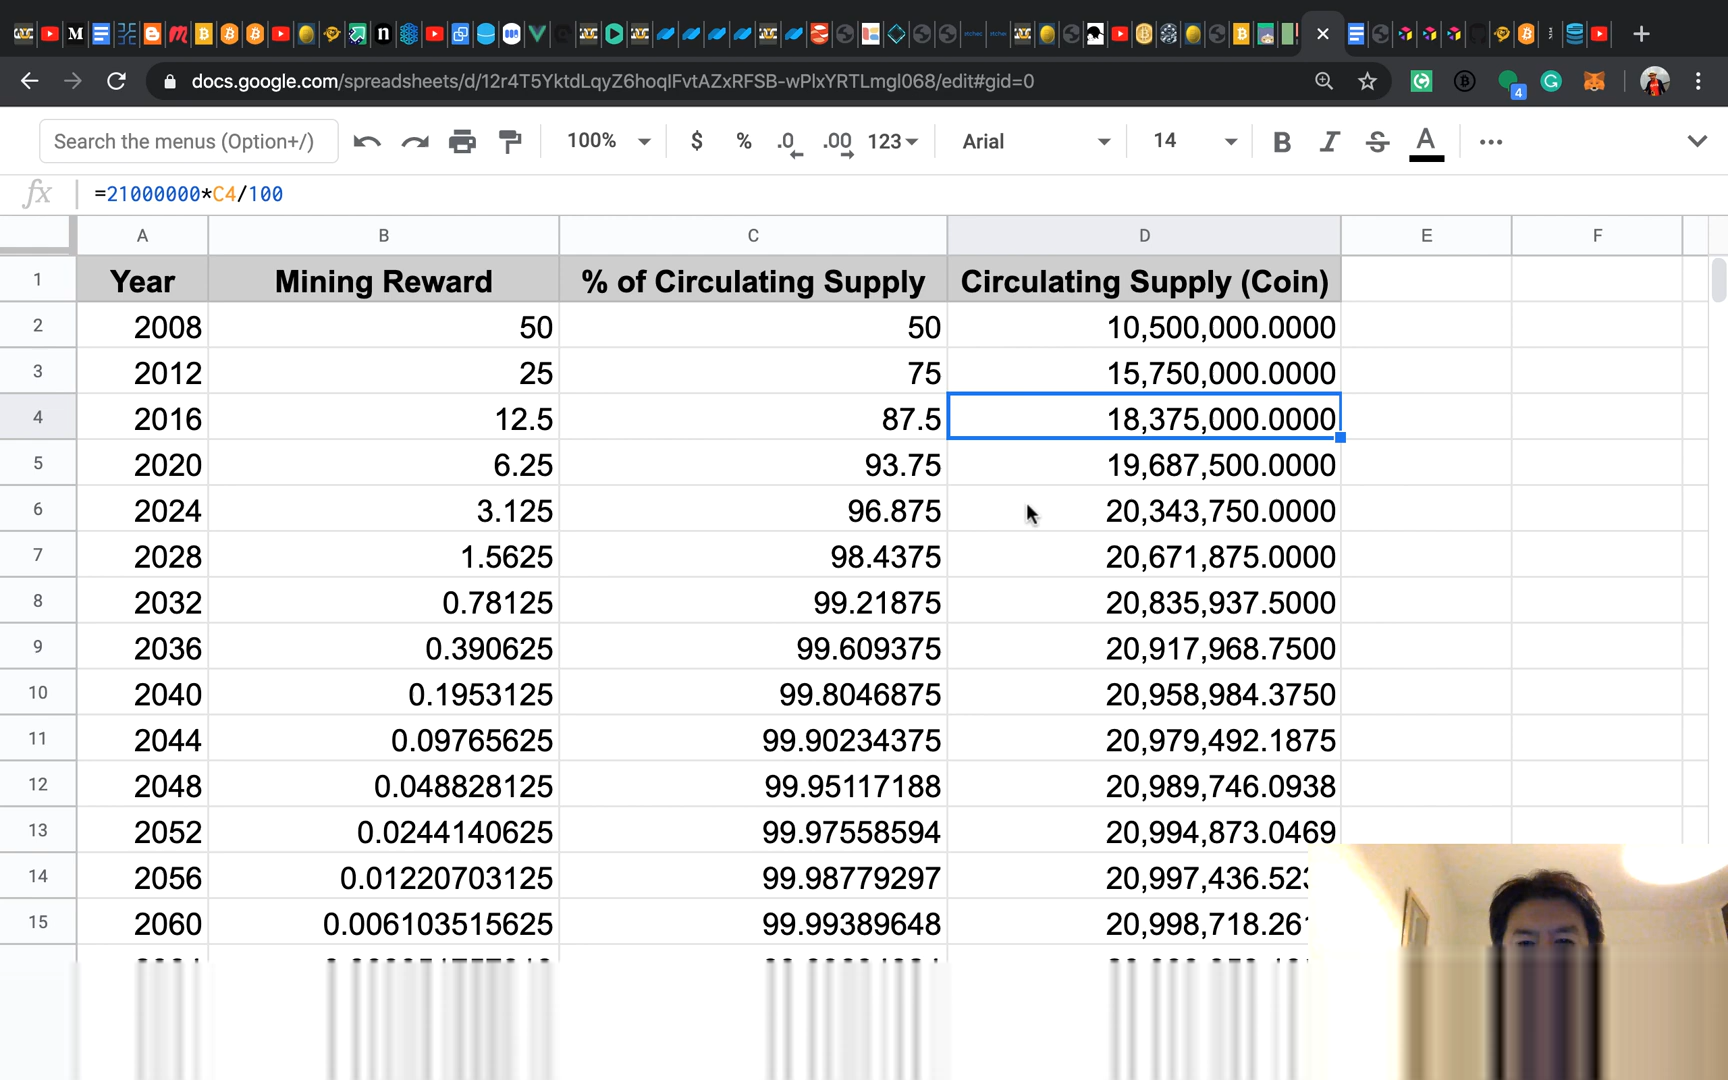 docs.google.com/spreadsheets/d/12r4T5YktdLqyZ6hoqlFvtAZxRFSB-wPlxYRTLmgl068/edit#gid=0
4
Search the menus (Option+/)
100%
$
%
.0
.00
123
Arial
14
B
I
S
A
fx
=21000000*C4/100
A B C D E F
1 Year Mining Reward % of Circulating Supply Circulating Supply (Coin)
2 2008 50 50 10,500,000.0000
3 2012 25 75 15,750,000.0000
4 2016 12.5 87.5 18,375,000.0000
5 2020 6.25 93.75 19,687,500.0000
6 2024 3.125 96.875 20,343,750.0000
7 2028 1.5625 98.4375 20,671,875.0000
8 2032 0.78125 99.21875 20,835,937.5000
9 2036 0.390625 99.609375 20,917,968.7500
10 2040 0.1953125 99.8046875 20,958,984.3750
11 2044 0.09765625 99.90234375 20,979,492.1875
12 2048 0.048828125 99.95117188 20,989,746.0938
13 2052 0.0244140625 99.97558594 20,994,873.0469
14 2056 0.01220703125 99.98779297 20,997,436.52
15 2060 0.006103515625 99.99389648 20,998,718.26